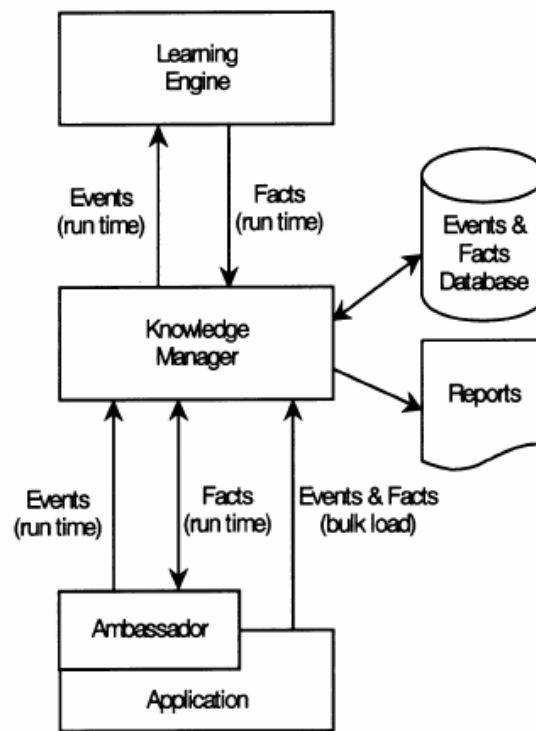 Learning
Engine
Events
(run time)
Facts
(run time)
Events &
Facts
Database
Knowledge
Manager
Reports
Events
(run time)
Facts
(run time)
Events & Facts
(bulk load)
Ambassador
Application